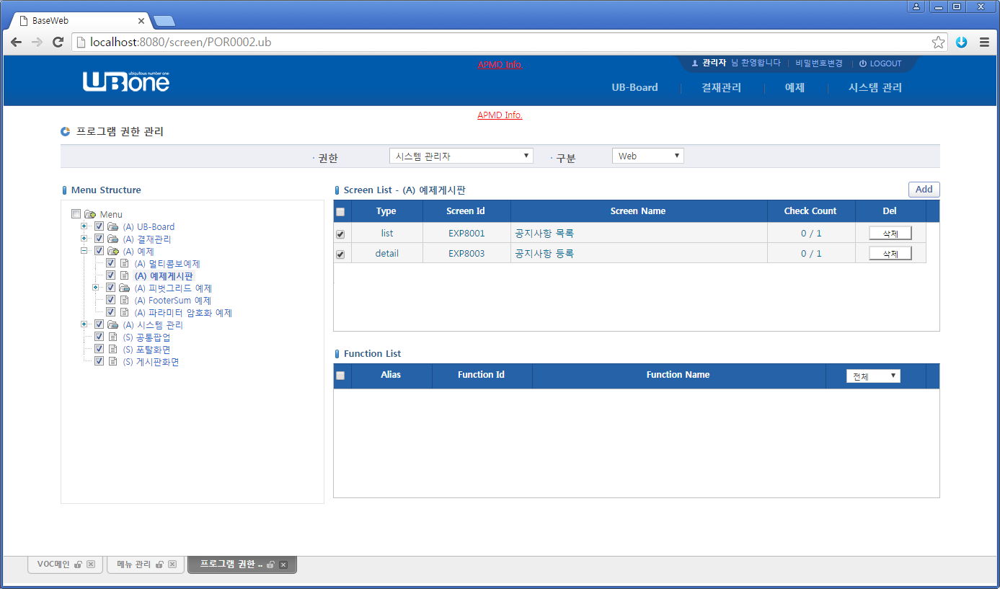 BaseWeb
localhost:8080/screen/POR0002.ub
APMD Info.
관리자 님 환영합니다 비밀번호변경 LOGOUT
UBone
ubiquitous number one
UB-Board 결재관리 예제 시스템 관리
APMD Info.
프로그램 권한 관리
· 권한 시스템 관리자 · 구분 Web
Menu Structure
Menu
(A) UB-Board
(A) 결재관리
(A) 예제
(A) 멀티콤보예제
(A) 예제게시판
(A) 피벗그리드 예제
(A) FooterSum 예제
(A) 파라미터 암호화 예제
(A) 시스템 관리
(S) 공통팝업
(S) 포탈화면
(S) 게시판화면
Screen List - (A) 예제게시판 Add
Type Screen Id Screen Name Check Count Del
list EXP8001 공지사항 목록 0 / 1 삭제
detail EXP8003 공지사항 등록 0 / 1 삭제
Function List
Alias Function Id Function Name 전체
VOC메인 메뉴 관리 프로그램 권한 ..